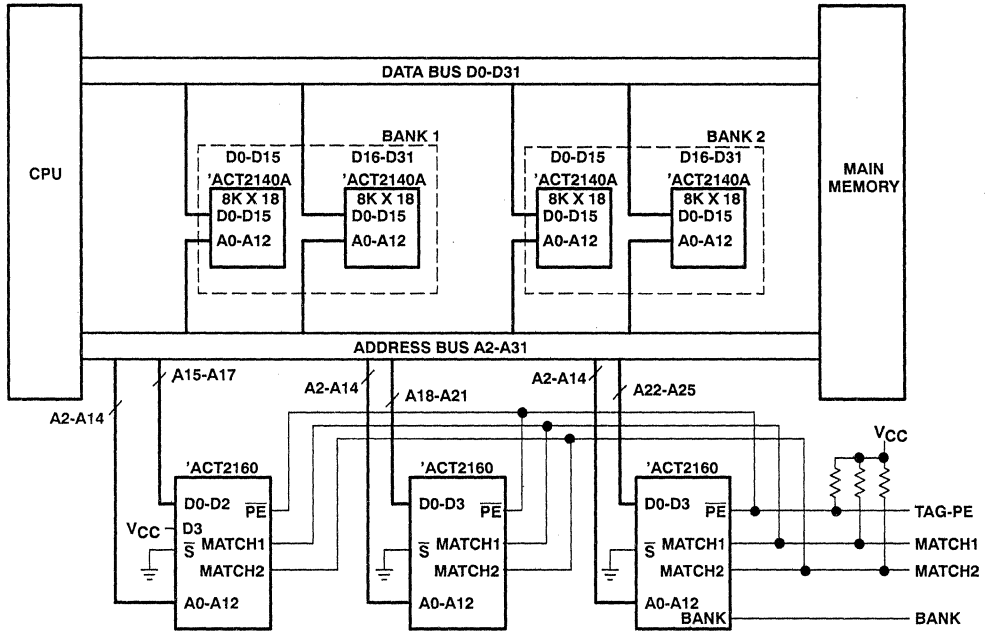 DATA BUS D0-D31
CPU
MAIN
MEMORY
BANK 1
D0-D15
D16-D31
'ACT2140A
'ACT2140A
8K X 18
D0-D15
A0-A12
8K X 18
D0-D15
A0-A12
BANK 2
D0-D15
D16-D31
'ACT2140A
'ACT2140A
8K X 18
D0-D15
A0-A12
8K X 18
D0-D15
A0-A12
ADDRESS BUS A2-A31
A2-A14
A15-A17
A2-A14
A18-A21
A2-A14
A22-A25
VCC
'ACT2160
D0-D2
PE
VCC
D3
S
MATCH1
MATCH2
A0-A12
'ACT2160
D0-D3
PE
S
MATCH1
MATCH2
A0-A12
'ACT2160
D0-D3
PE
S
MATCH1
MATCH2
A0-A12
BANK
TAG-PE
MATCH1
MATCH2
BANK